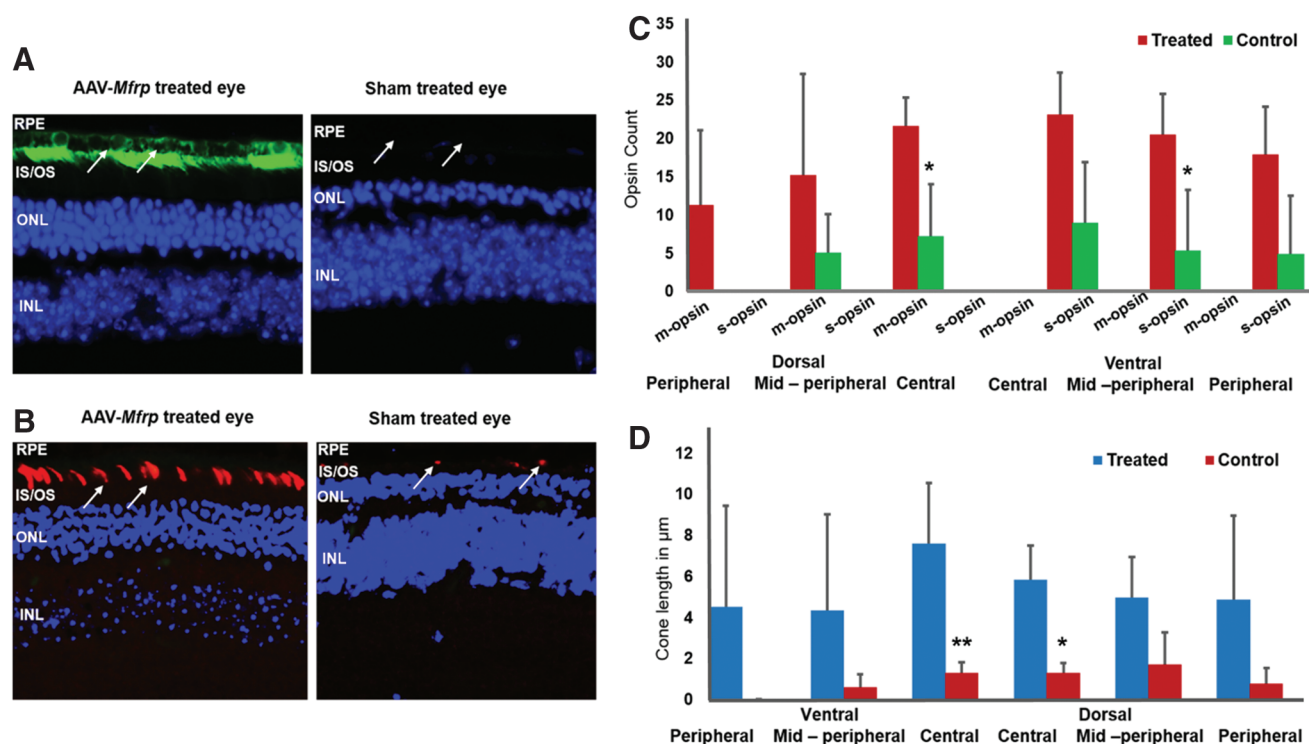 A
AAV-Mfrp treated eye
Sham treated eye
RPE
IS/OS
ONL
INL
RPE
IS/OS
ONL
INL
B
AAV-Mfrp treated eye
Sham treated eye
RPE
IS/OS
ONL
INL
RPE
IS/OS
ONL
INL
C
Treated Control
Opsin Count
35
30
25
20
15
10
5
0
* *
m-opsin s-opsin m-opsin s-opsin m-opsin s-opsin m-opsin s-opsin m-opsin s-opsin m-opsin s-opsin
Dorsal Ventral
Peripheral Mid – peripheral Central Central Mid –peripheral Peripheral
D
Treated Control
Cone length in µm
12
10
8
6
4
2
0
** *
Ventral Dorsal
Peripheral Mid – peripheral Central Central Mid –peripheral Peripheral